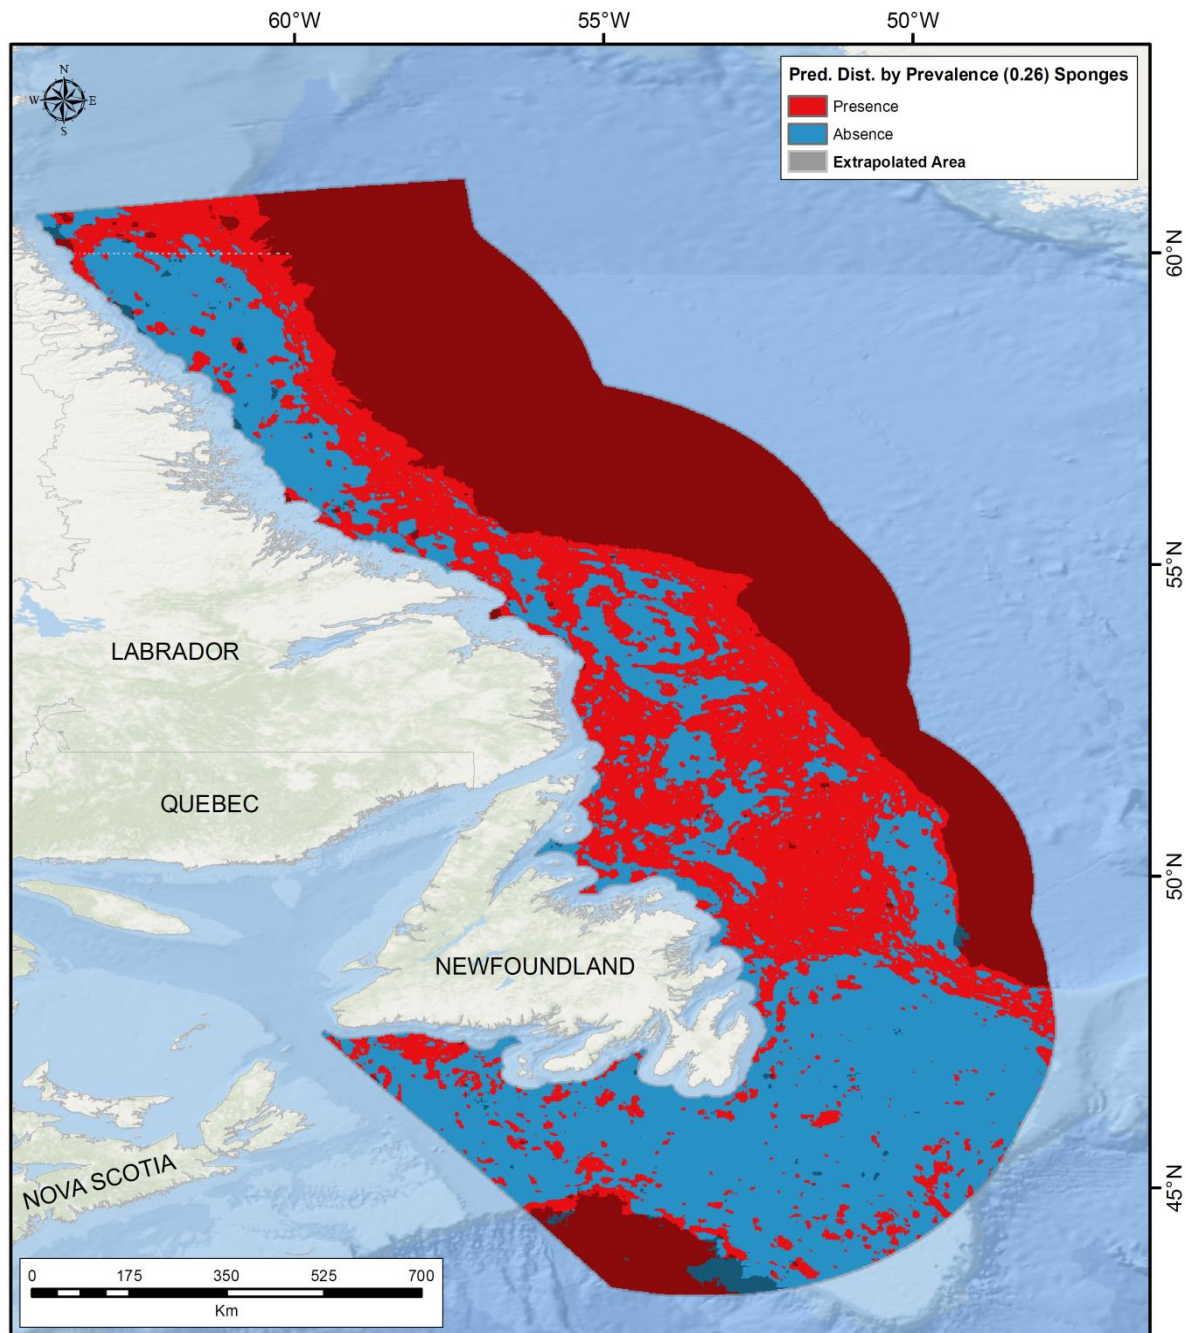 60°W 55°W 50°W
N
W E
S
Pred. Dist. by Prevalence (0.26) Sponges
Presence
Absence
Extrapolated Area
60°N
55°N
LABRADOR
QUEBEC
50°N
NEWFOUNDLAND
NOVA SCOTIA
45°N
0 175 350 525 700
Km